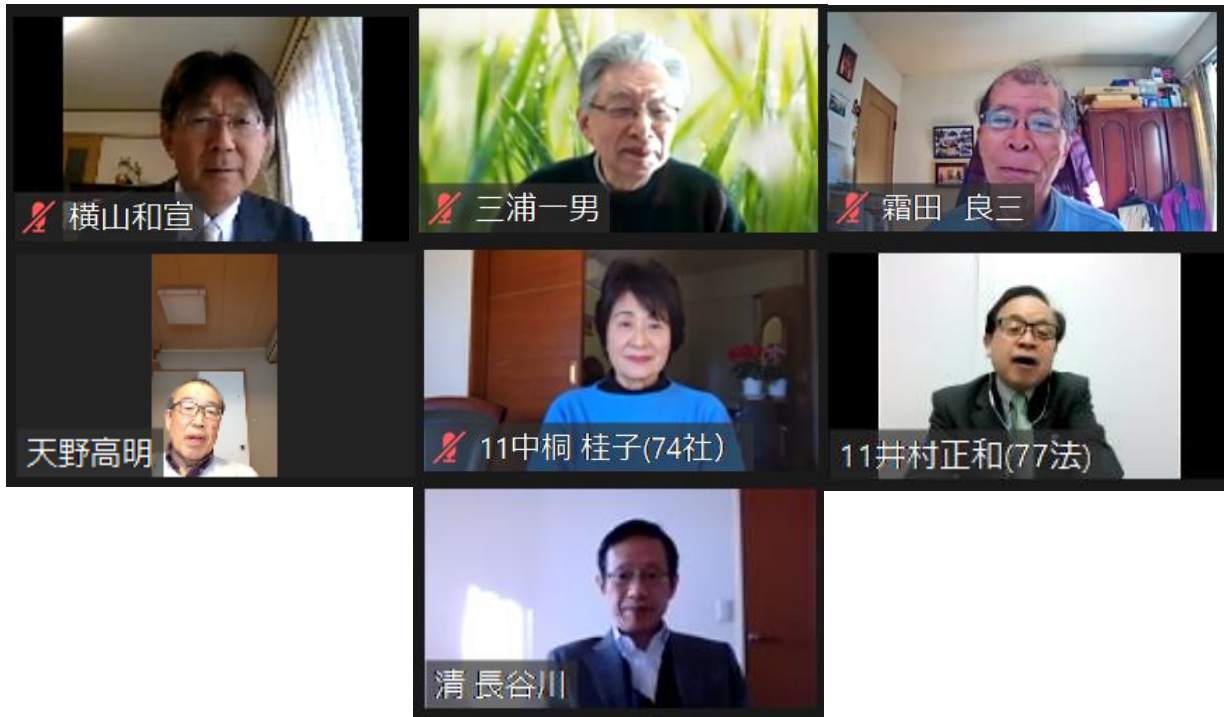 横山和宣
三浦一男
霜田 良三
天野高明
11中桐 桂子(74社)
11井村正和(77法)
清 長谷川